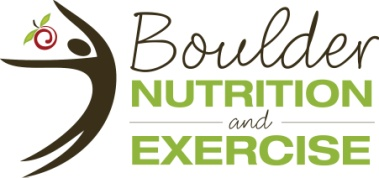 Boulder
NUTRITION
and
EXERCISE